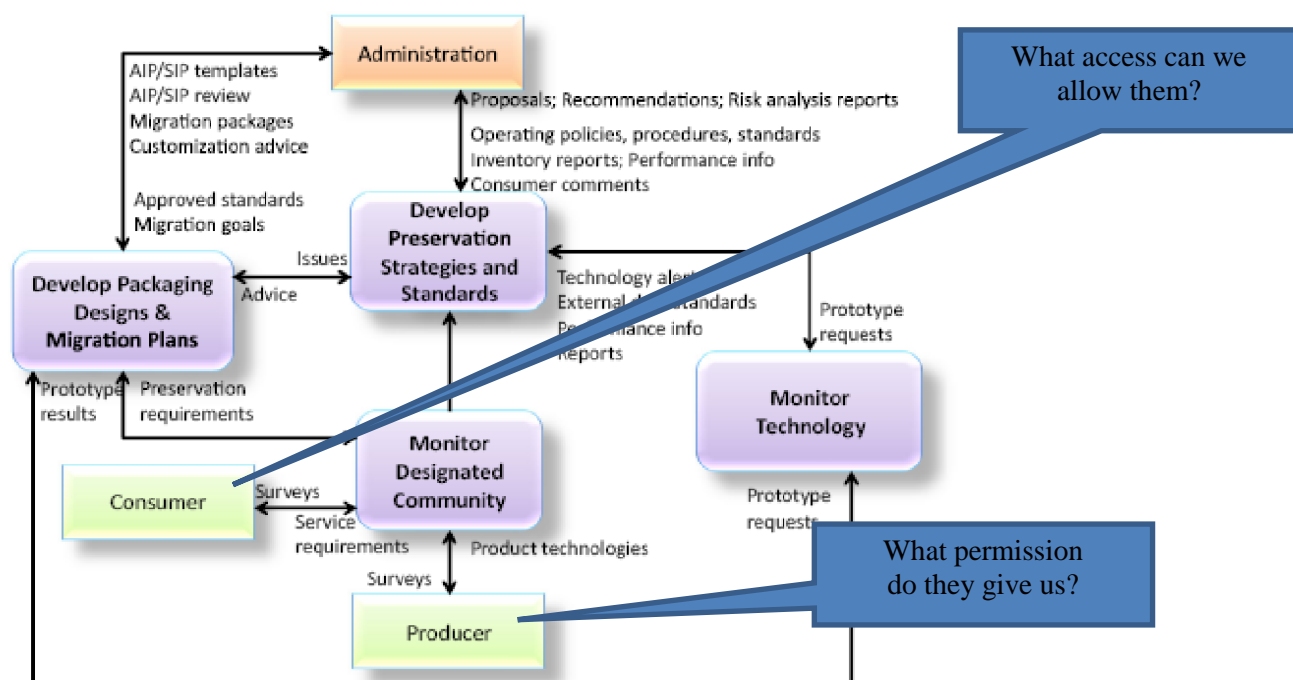 Administration
What access can we
allow them?
AIP/SIP templates
AIP/SIP review
Migration packages
Customization advice
Proposals; Recommendations; Risk analysis reports
Operating policies, procedures, standards
Inventory reports; Performance info
Consumer comments
Approved standards
Migration goals
Develop
Preservation
Strategies and
Standards
Issues
Advice
Develop Packaging
Designs &
Migration Plans
Technology
External standards
Performance info
Reports
Prototype
requests
Prototype
results
Preservation
requirements
Monitor
Technology
Monitor
Designated
Community
Consumer
Surveys
Service
requirements
Prototype
requests
Product technologies
Surveys
What permission
do they give us?
Producer